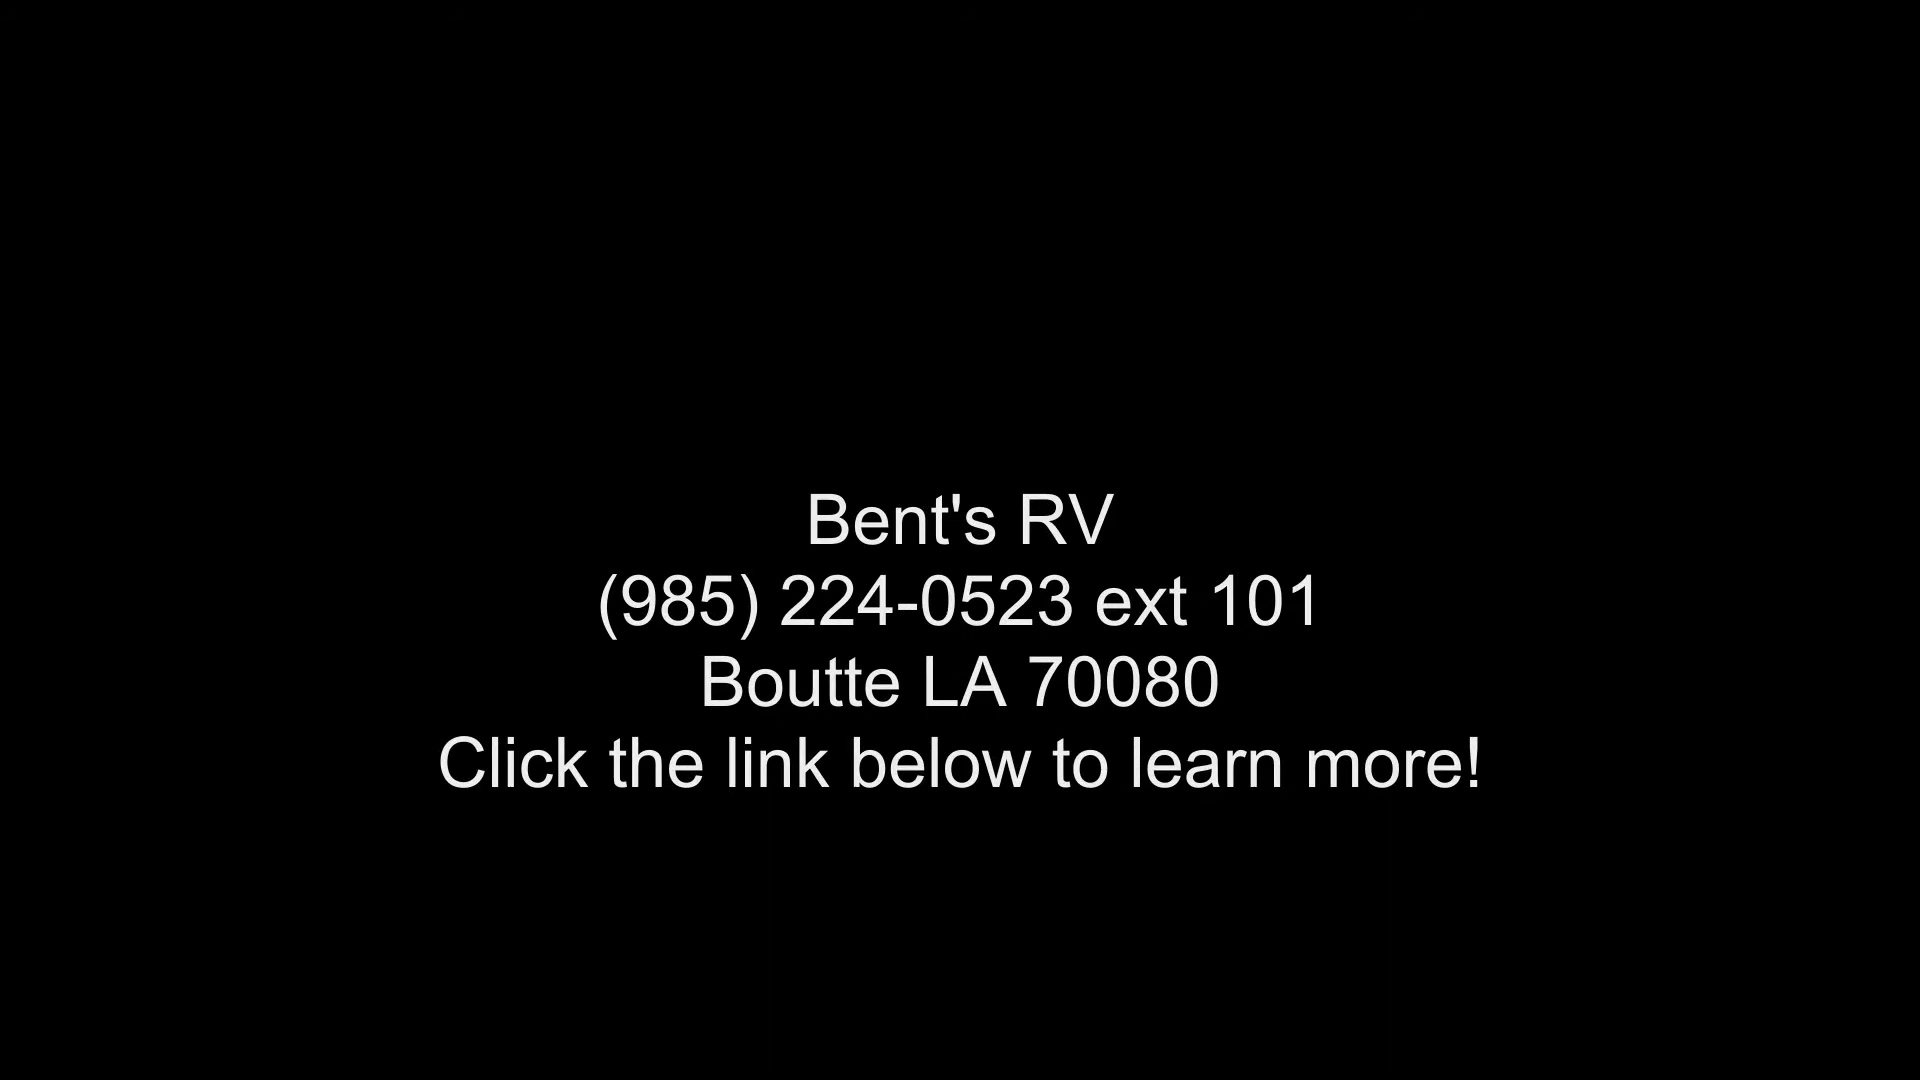 Bent's RV
(985) 224-0523 ext 101
Boutte LA 70080
Click the link below to learn more!